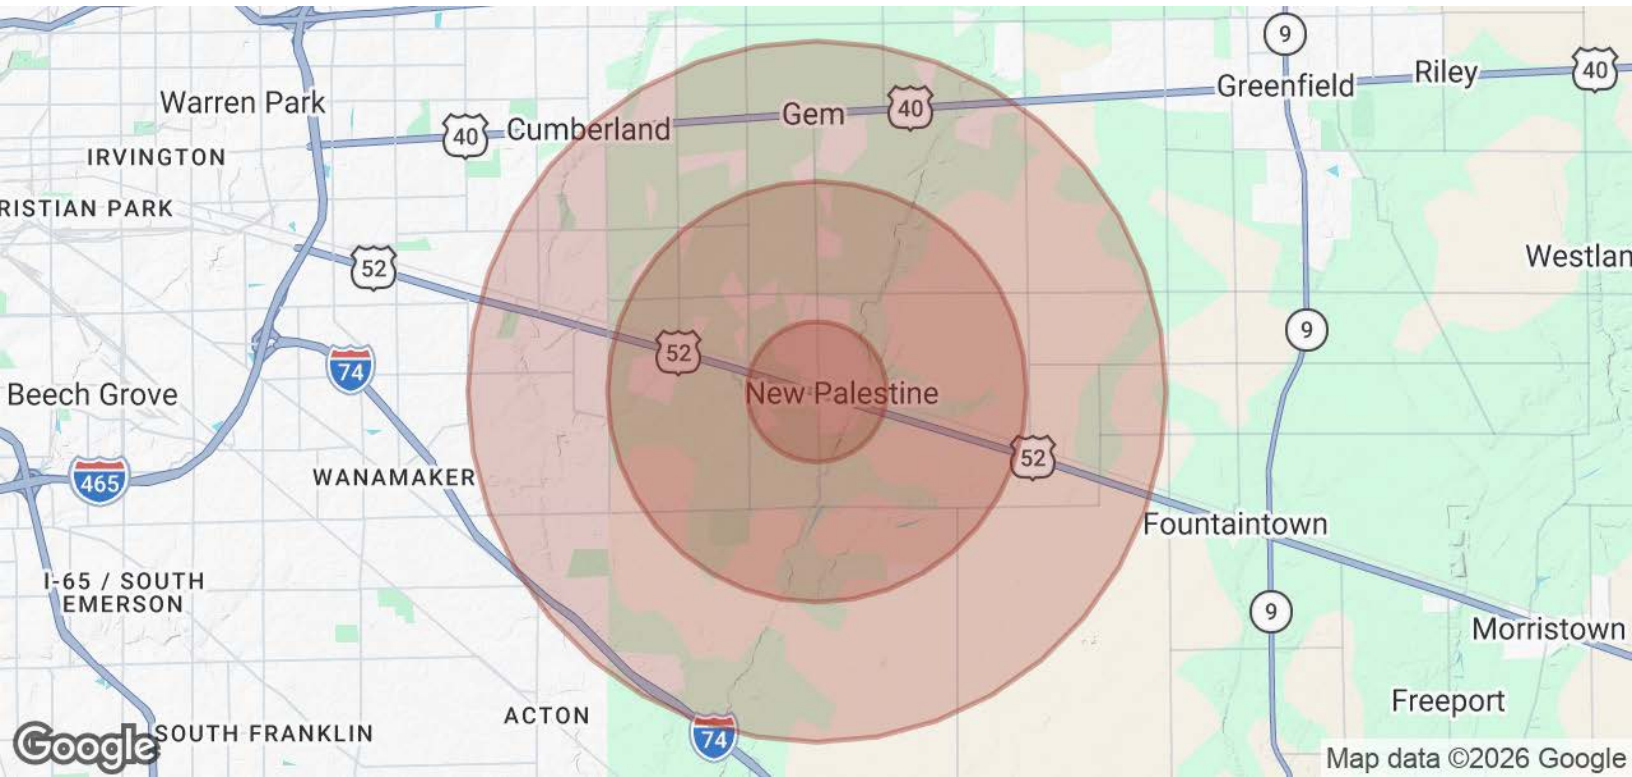 9
Riley
40
Greenfield
Warren Park
Gem
40
40
Cumberland
IRVINGTON
RISTIAN PARK
52
Westlan
9
52
74
Beech Grove
New Palestine
52
WANAMAKER
465
Fountaintown
I-65 / SOUTH
EMERSON
9
Morristown
Freeport
ACTON
74
SOUTH FRANKLIN
Google
Map data ©2026 Google